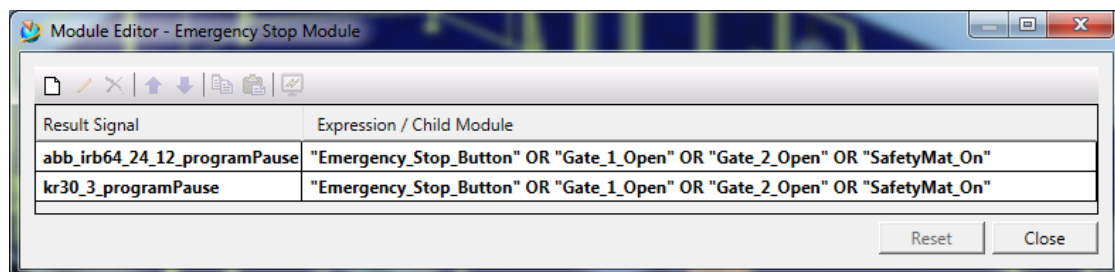 Module Editor - Emergency Stop Module
Result Signal Expression / Child Module
abb_irb64_24_12_programPause "Emergency_Stop_Button" OR "Gate_1_Open" OR "Gate_2_Open" OR "SafetyMat_On"
kr30_3_programPause "Emergency_Stop_Button" OR "Gate_1_Open" OR "Gate_2_Open" OR "SafetyMat_On"
Reset Close